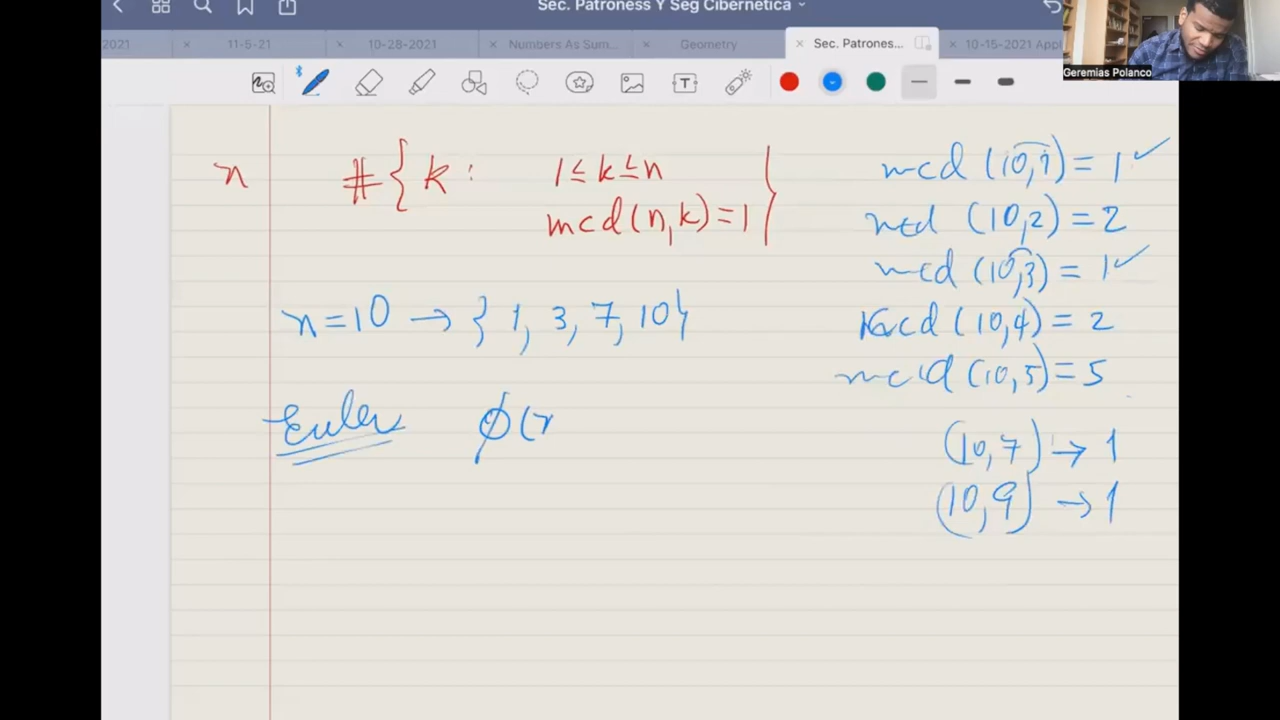 Sec. Patroness Y Seg Cibernetica
2021 11-5-21 10-28-2021 Numbers As Sum... Geometry Sec. Patrones... 10-15-2021 Appl
Geremias Polanco
n #{ k : 1 ≤ k ≤ n
mcd(n,k)=1 }
n=10 → { 1, 3, 7, 10}
Euler ϕ(
mcd (10,1) = 1 ✓
mcd (10,2) = 2
mcd (10,3) = 1 ✓
mcd (10,4) = 2
mcd (10,5) = 5
(10,7) → 1
(10,9) → 1